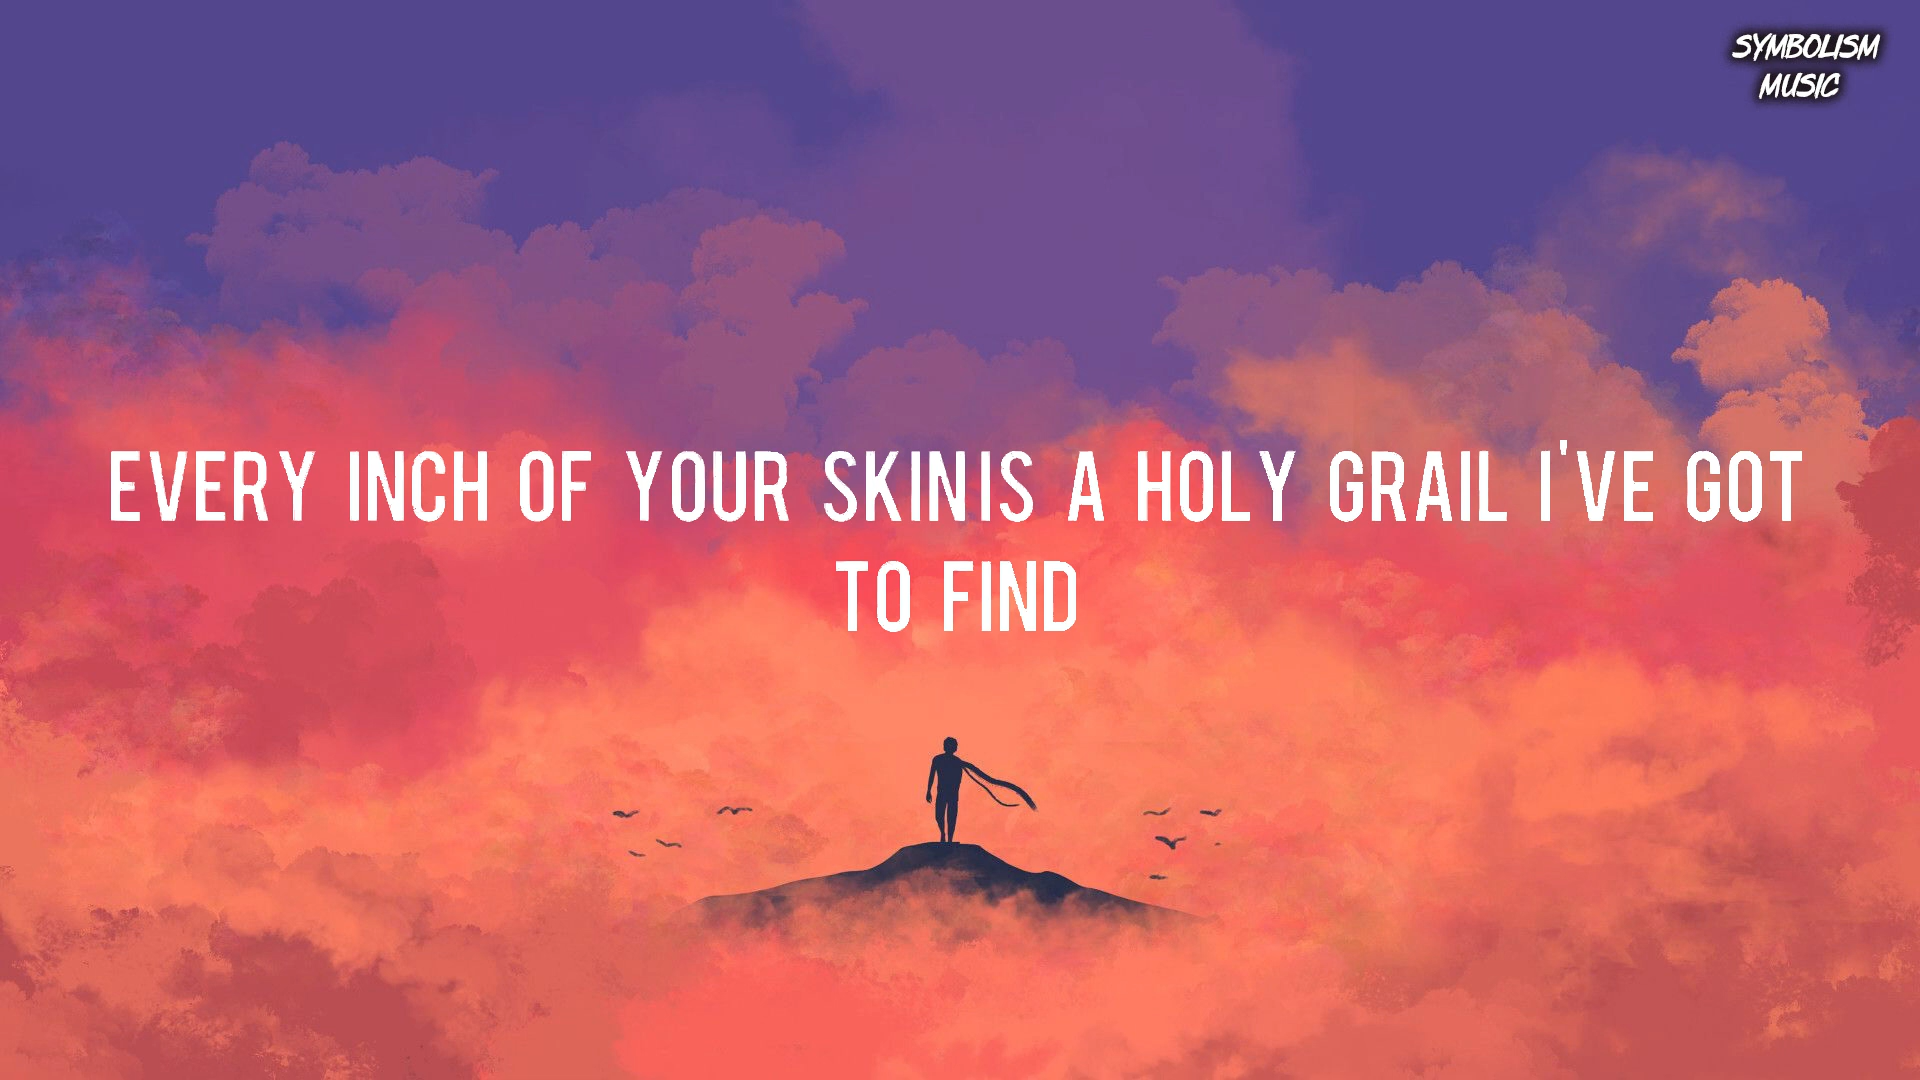 SYMBOLISM
MUSIC
EVERY INCH OF YOUR SKINIS A HOLY GRAIL I'VE GOT
TO FIND